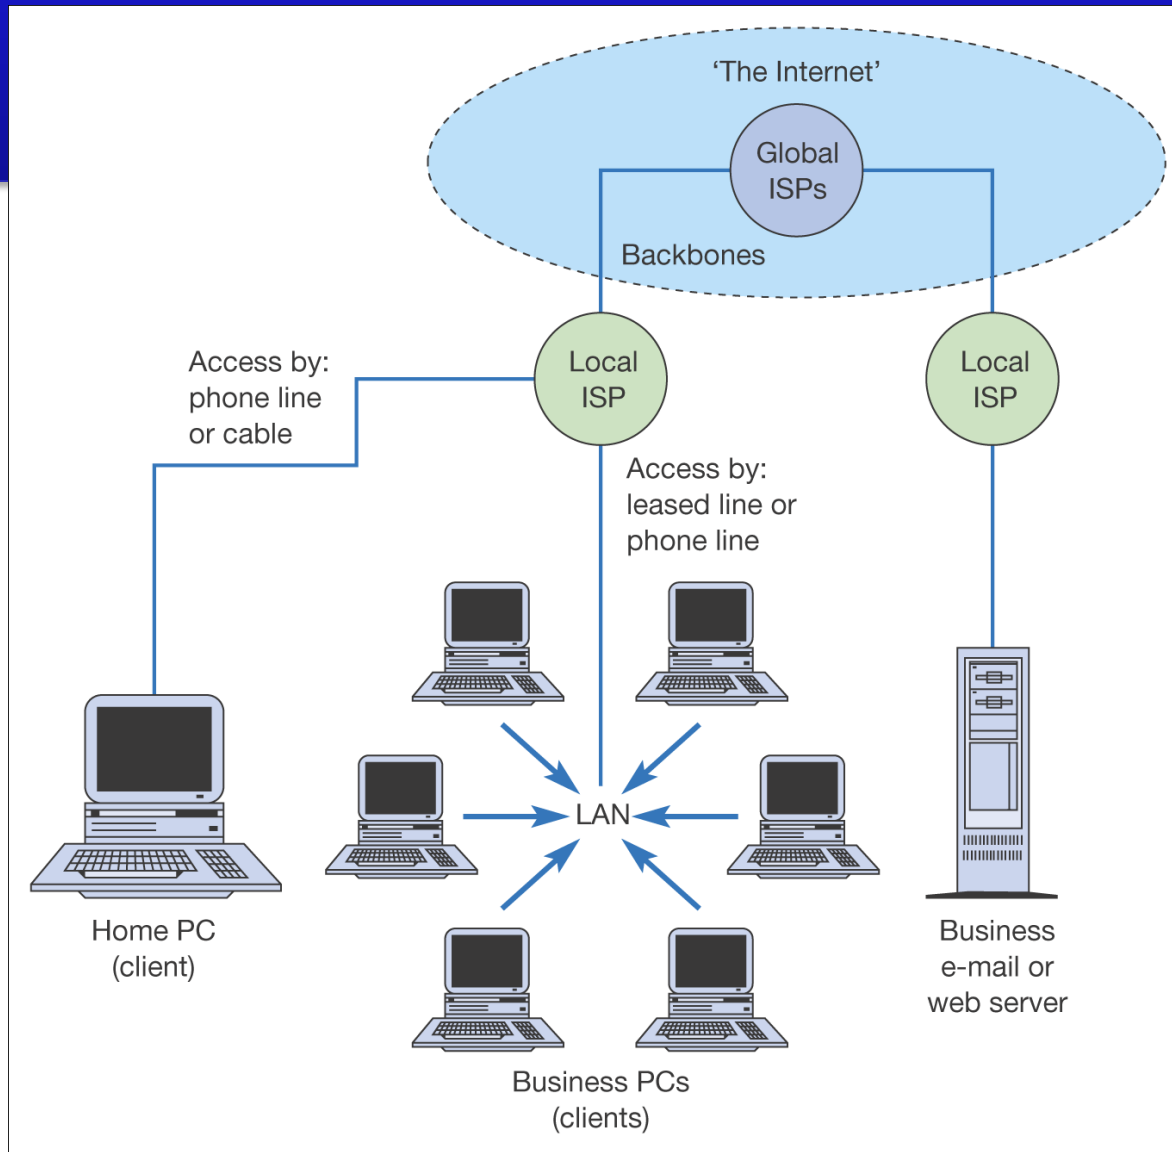 ‘The Internet’
Global
ISPs
Backbones
Local
ISP
Local
ISP
Access by:
phone line
or cable
Access by:
leased line or
phone line
LAN
Home PC
(client)
Business
e-mail or
web server
Business PCs
(clients)